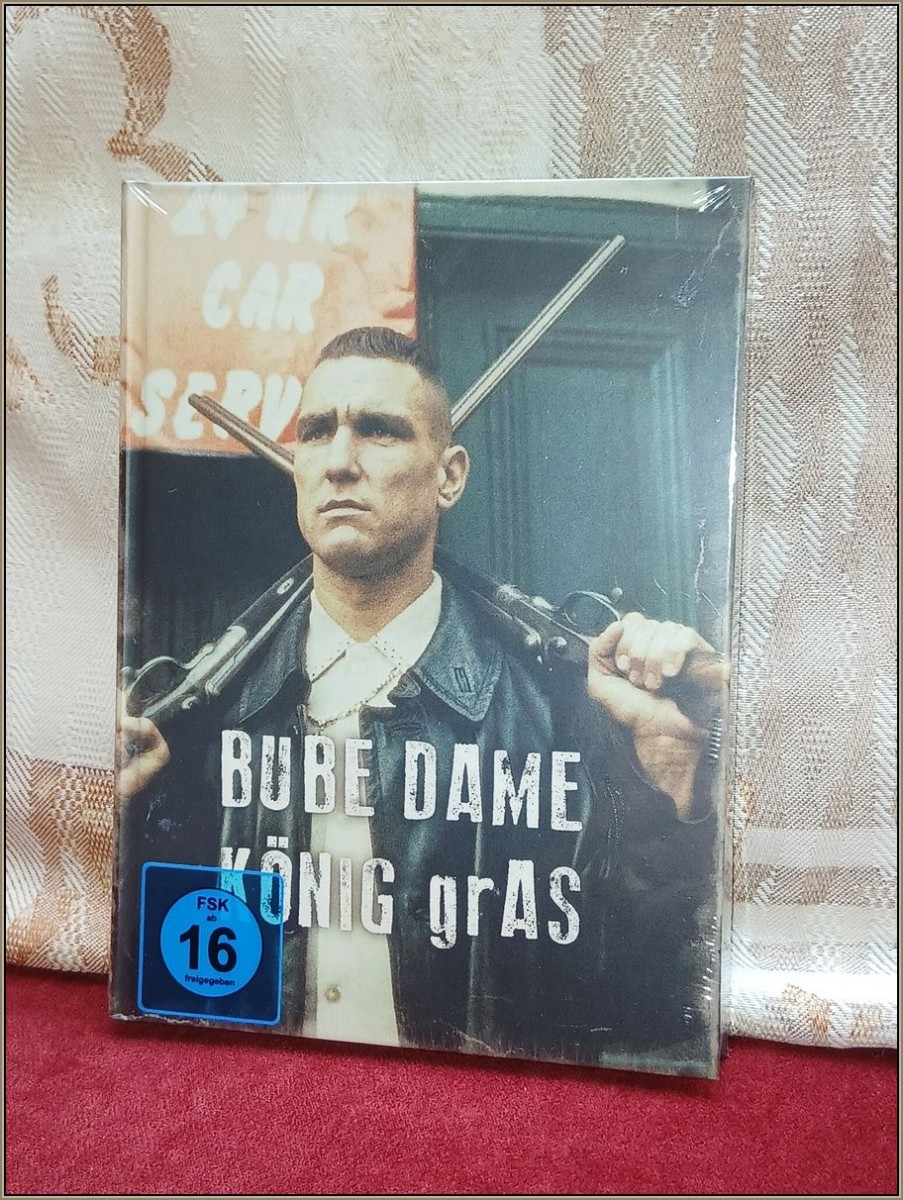 24 HR
CAR
SERV
BUBE DAME
KÖNIG grAS
FSK
ab
16
freigegeben